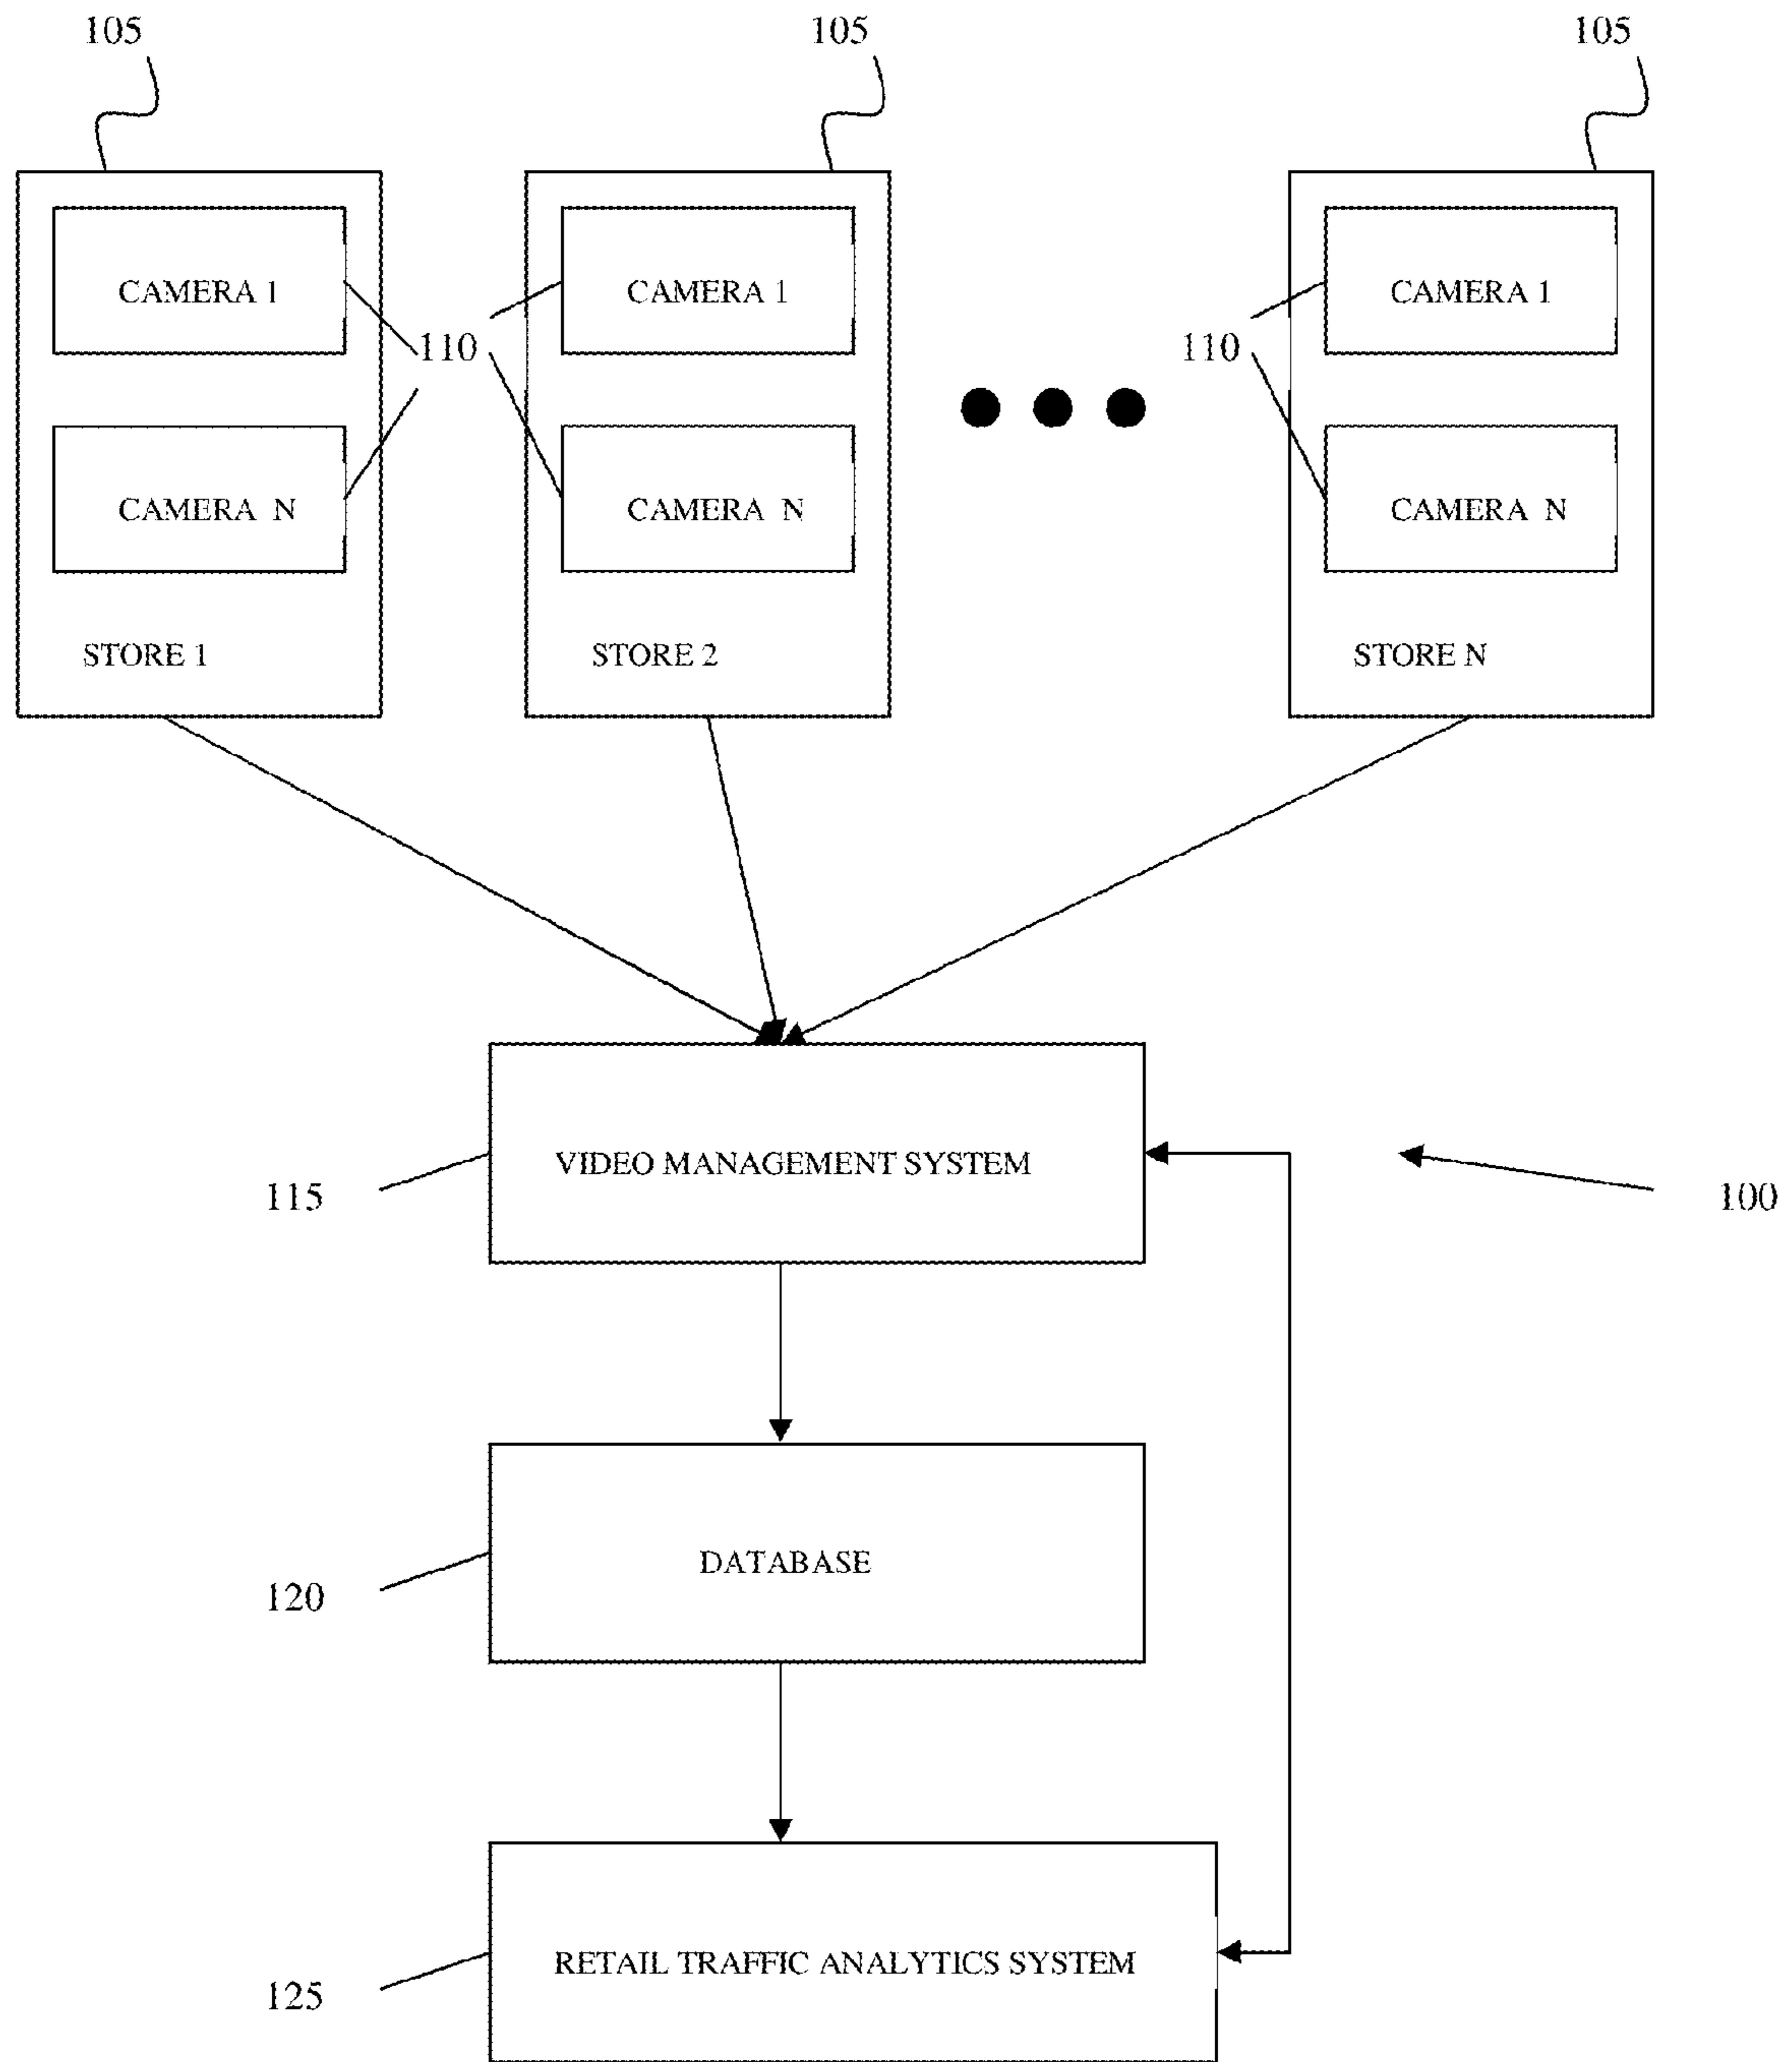 105
105
105
CAMERA 1
CAMERA 1
CAMERA 1
110
110
CAMERA N
CAMERA N
CAMERA N
STORE 1
STORE 2
STORE N
VIDEO MANAGEMENT SYSTEM
115
100
DATABASE
120
RETAIL TRAFFIC ANALYTICS SYSTEM
125